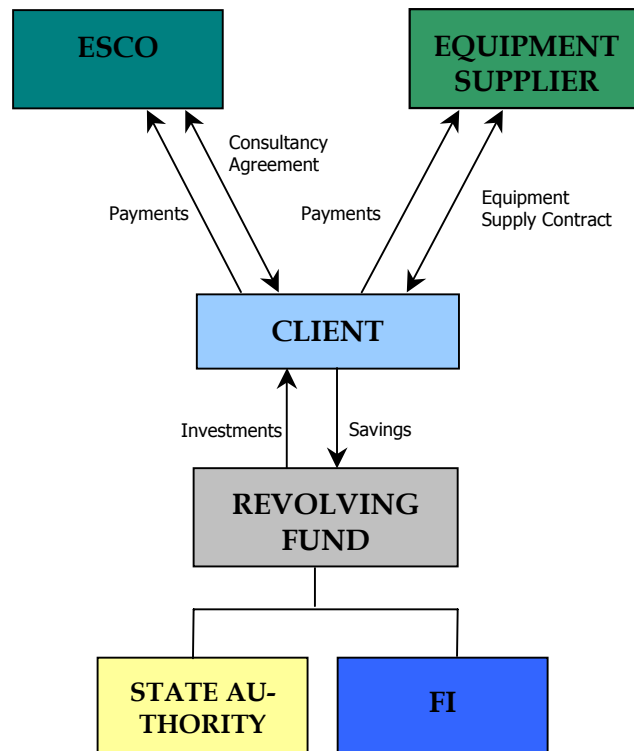 ESCO
EQUIPMENT
SUPPLIER
Consultancy
Agreement
Payments
Payments
Equipment
Supply Contract
CLIENT
Investments
Savings
REVOLVING
FUND
STATE AU-
THORITY
FI